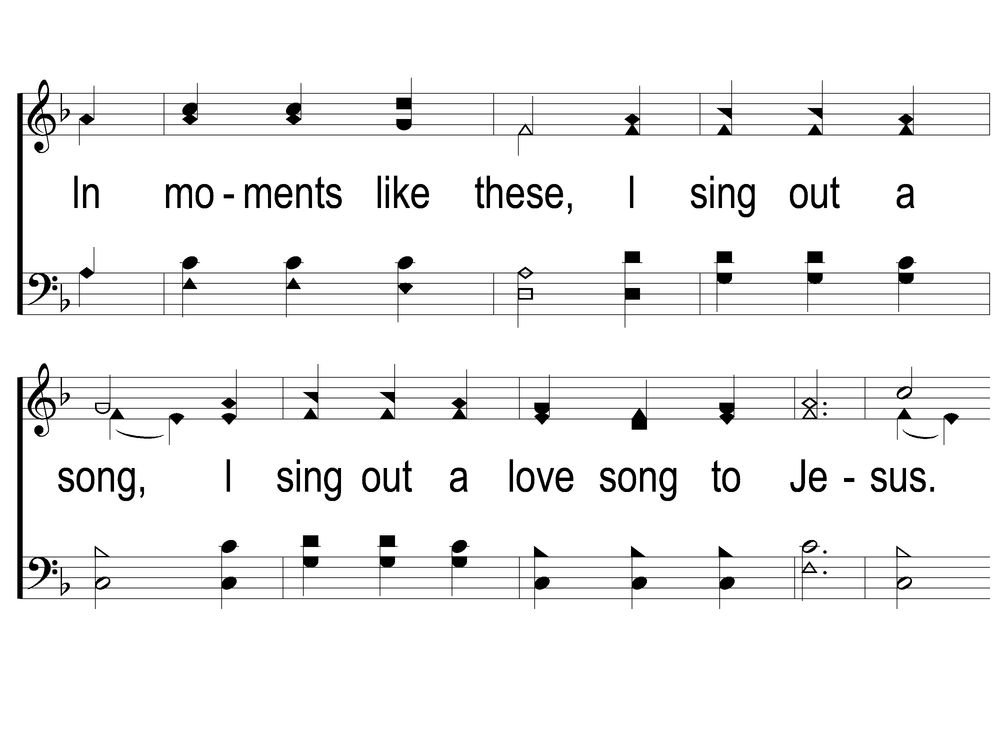 In mo - ments like these, I sing out a
song, I sing out a love song to Je - sus.